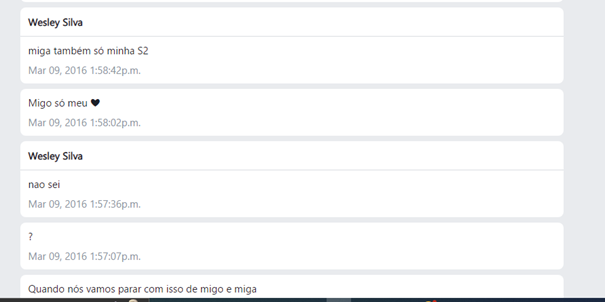 Wesley Silva
miga também só minha S2
Mar 09, 2016 1:58:42p.m.
Migo só meu ♥
Mar 09, 2016 1:58:02p.m.
Wesley Silva
nao sei
Mar 09, 2016 1:57:36p.m.
?
Mar 09, 2016 1:57:07p.m.
Quando nós vamos parar com isso de migo e miga